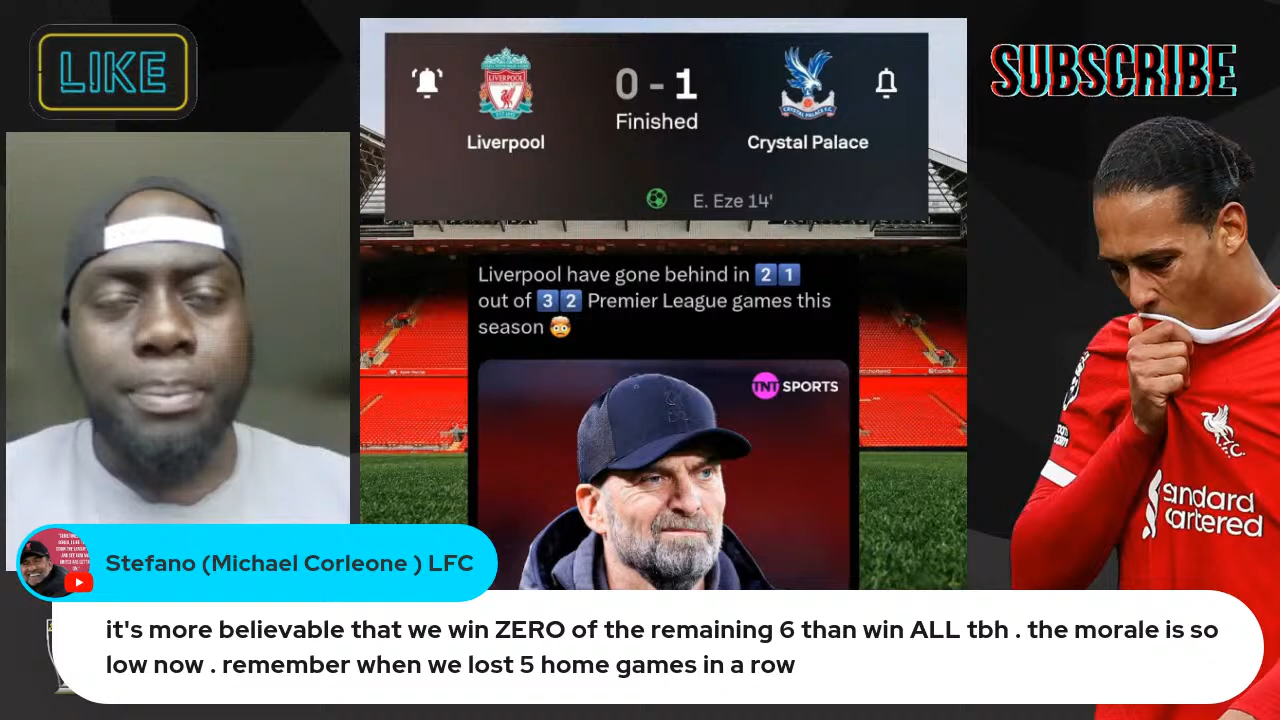 LIKE
SUBSCRIBE
0 - 1
Finished
Liverpool
Crystal Palace
E. Eze 14'
Liverpool have gone behind in 21
out of 32 Premier League games this
season 🤯
TNT SPORTS
Standard
Chartered
Stefano (Michael Corleone ) LFC
it's more believable that we win ZERO of the remaining 6 than win ALL tbh . the morale is so
low now . remember when we lost 5 home games in a row